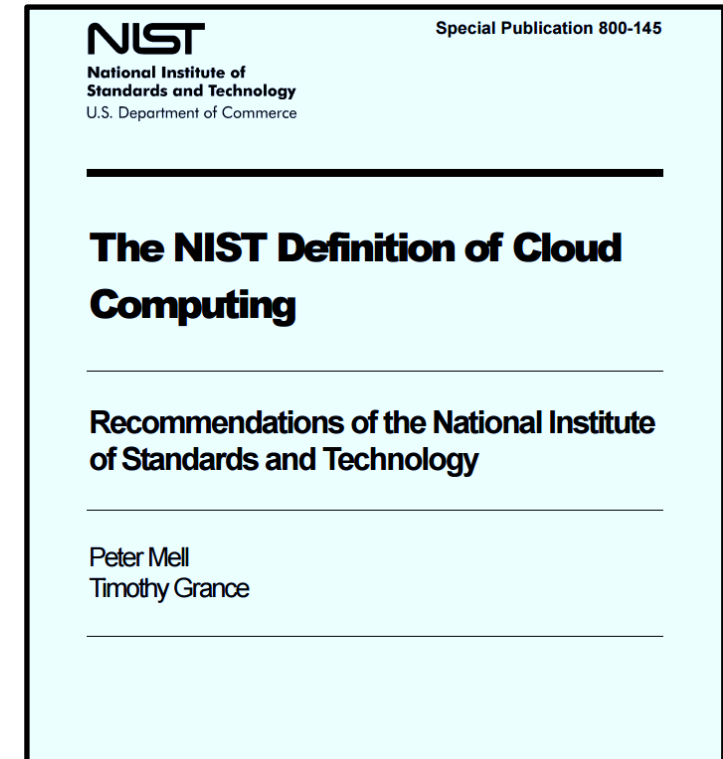 NIST
Special Publication 800-145
National Institute of
Standards and Technology
U.S. Department of Commerce
The NIST Definition of Cloud
Computing
Recommendations of the National Institute
of Standards and Technology
Peter Mell
Timothy Grance